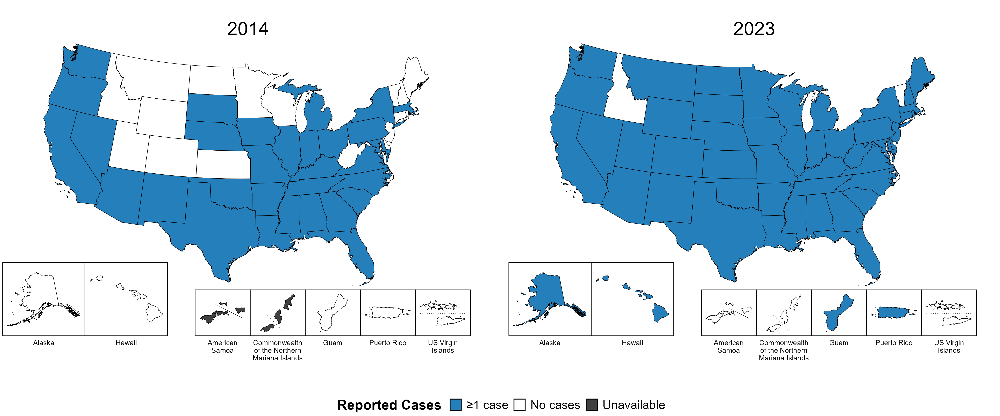 2014
2023
Alaska
Hawaii
American
Samoa
Commonwealth
of the Northern
Mariana Islands
Guam
Puerto Rico
US Virgin
Islands
Alaska
Hawaii
American
Samoa
Commonwealth
of the Northern
Mariana Islands
Guam
Puerto Rico
US Virgin
Islands
Reported Cases ≥1 case No cases Unavailable